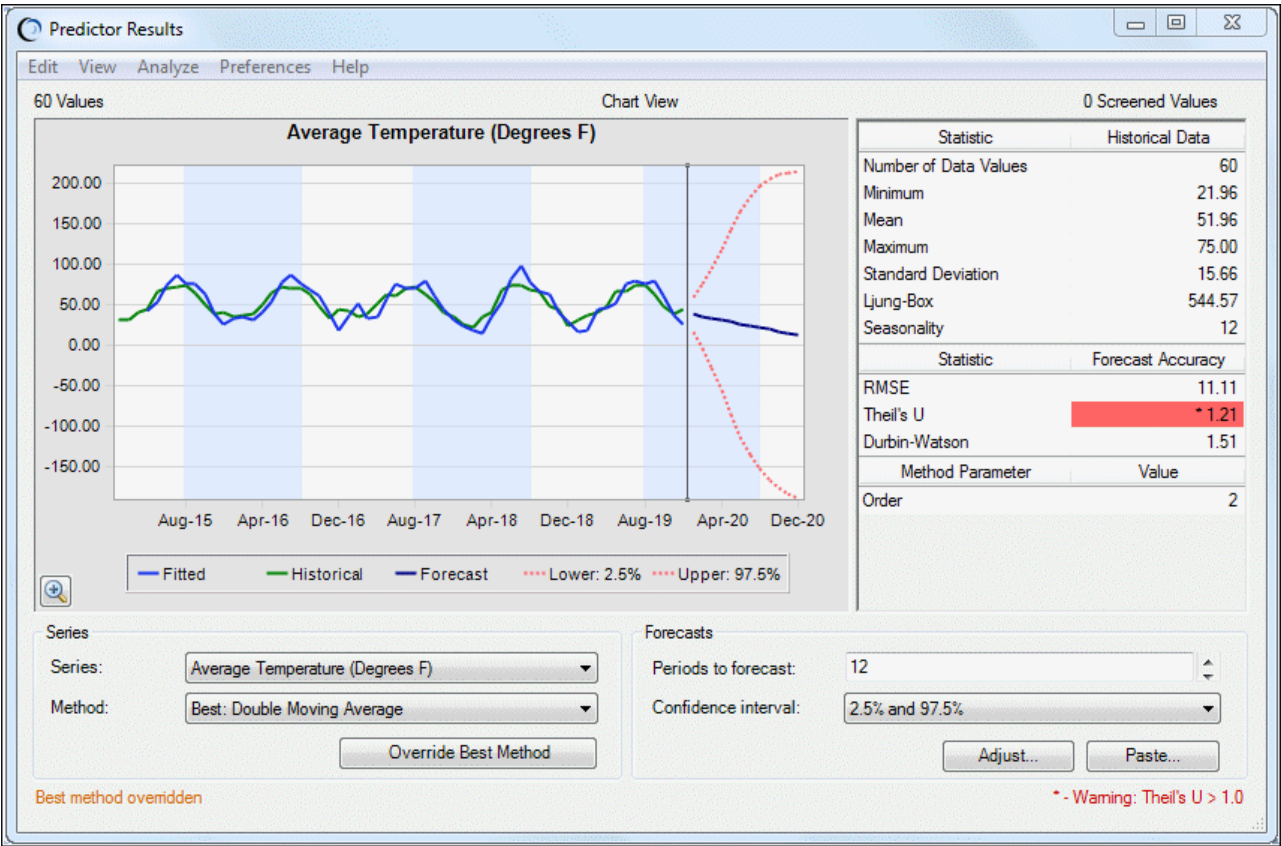 Predictor Results
Edit View Analyze Preferences Help
60 Values Chart View 0 Screened Values
Average Temperature (Degrees F)
200.00
150.00
100.00
50.00
0.00
-50.00
-100.00
-150.00
Aug-15 Apr-16 Dec-16 Aug-17 Apr-18 Dec-18 Aug-19 Apr-20 Dec-20
Fitted Historical Forecast Lower: 2.5% Upper: 97.5%
Statistic Historical Data
Number of Data Values 60
Minimum 21.96
Mean 51.96
Maximum 75.00
Standard Deviation 15.66
Ljung-Box 544.57
Seasonality 12
Statistic Forecast Accuracy
RMSE 11.11
Theil's U * 1.21
Durbin-Watson 1.51
Method Parameter Value
Order 2
Series
Series: Average Temperature (Degrees F)
Method: Best: Double Moving Average
Override Best Method
Forecasts
Periods to forecast: 12
Confidence interval: 2.5% and 97.5%
Adjust... Paste...
Best method overridden
* - Warning: Theil's U > 1.0